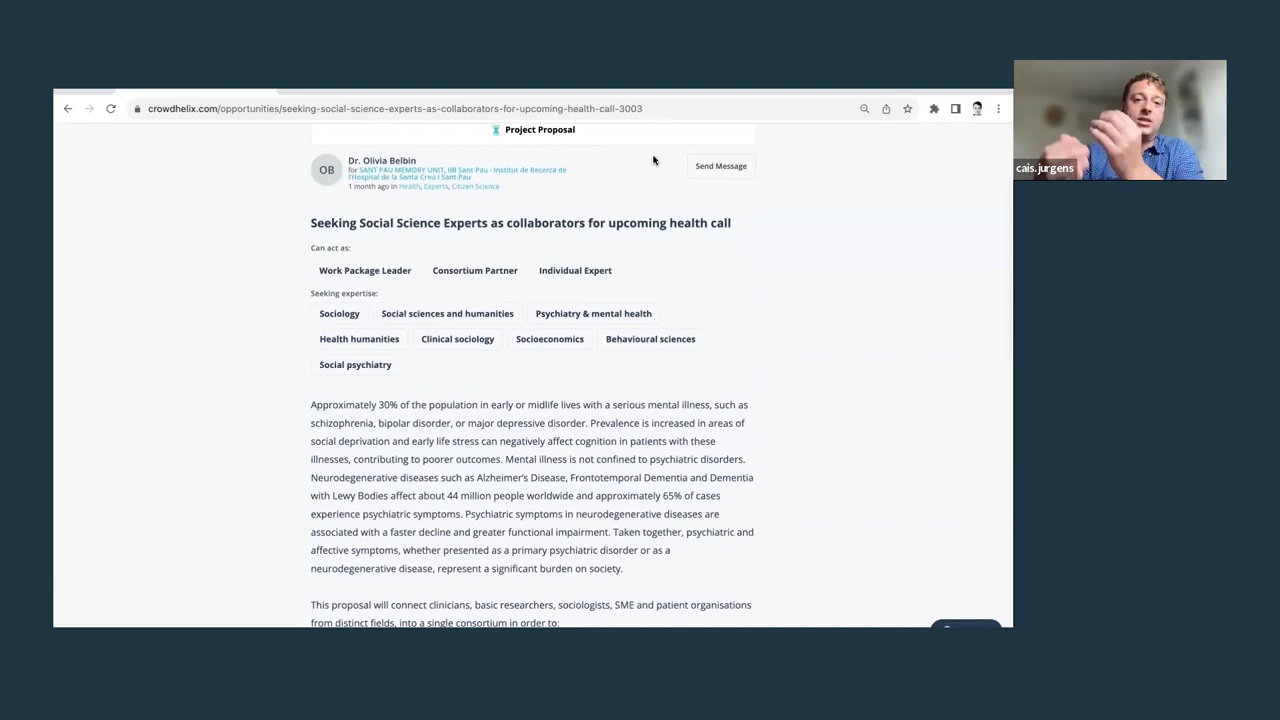 crowdhelix.com/opportunities/seeking-social-science-experts-as-collaborators-for-upcoming-health-call-3003
Project Proposal
OB
Dr. Olivia Belbin
for SANT PAU MEMORY UNIT, IIB Sant Pau - Institut de Recerca de
l'Hospital de la Santa Creu i Sant Pau
1 month ago in Health, Experts, Citizen Science
Send Message
cais.jurgens
Seeking Social Science Experts as collaborators for upcoming health call
Can act as:
Work Package Leader Consortium Partner Individual Expert
Seeking expertise:
Sociology Social sciences and humanities Psychiatry & mental health
Health humanities Clinical sociology Socioeconomics Behavioural sciences
Social psychiatry
Approximately 30% of the population in early or midlife lives with a serious mental illness, such as
schizophrenia, bipolar disorder, or major depressive disorder. Prevalence is increased in areas of
social deprivation and early life stress can negatively affect cognition in patients with these
illnesses, contributing to poorer outcomes. Mental illness is not confined to psychiatric disorders.
Neurodegenerative diseases such as Alzheimer's Disease, Frontotemporal Dementia and Dementia
with Lewy Bodies affect about 44 million people worldwide and approximately 65% of cases
experience psychiatric symptoms. Psychiatric symptoms in neurodegenerative diseases are
associated with a faster decline and greater functional impairment. Taken together, psychiatric and
affective symptoms, whether presented as a primary psychiatric disorder or as a
neurodegenerative disease, represent a significant burden on society.
This proposal will connect clinicians, basic researchers, sociologists, SME and patient organisations
from distinct fields, into a single consortium in order to: